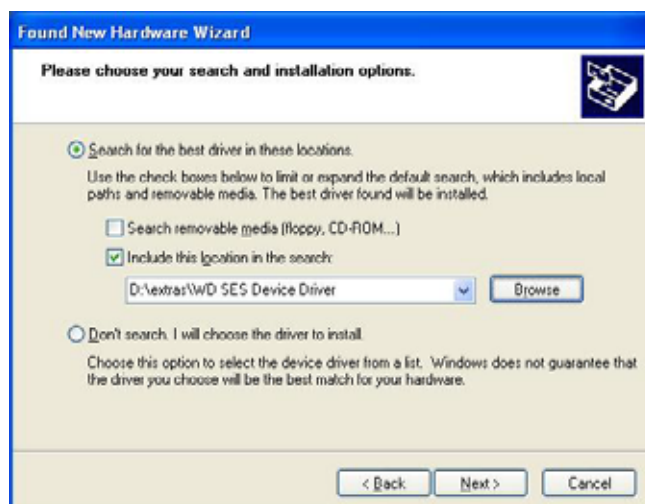 Found New Hardware Wizard
Please choose your search and installation options.
Search for the best driver in these locations.
Use the check boxes below to limit or expand the default search, which includes local
paths and removable media. The best driver found will be installed.
Search removable media (floppy, CD-ROM...)
Include this location in the search:
D:\extras\WD SES Device Driver
Browse
Don't search. I will choose the driver to install.
Choose this option to select the device driver from a list. Windows does not guarantee that
the driver you choose will be the best match for your hardware.
< Back Next > Cancel